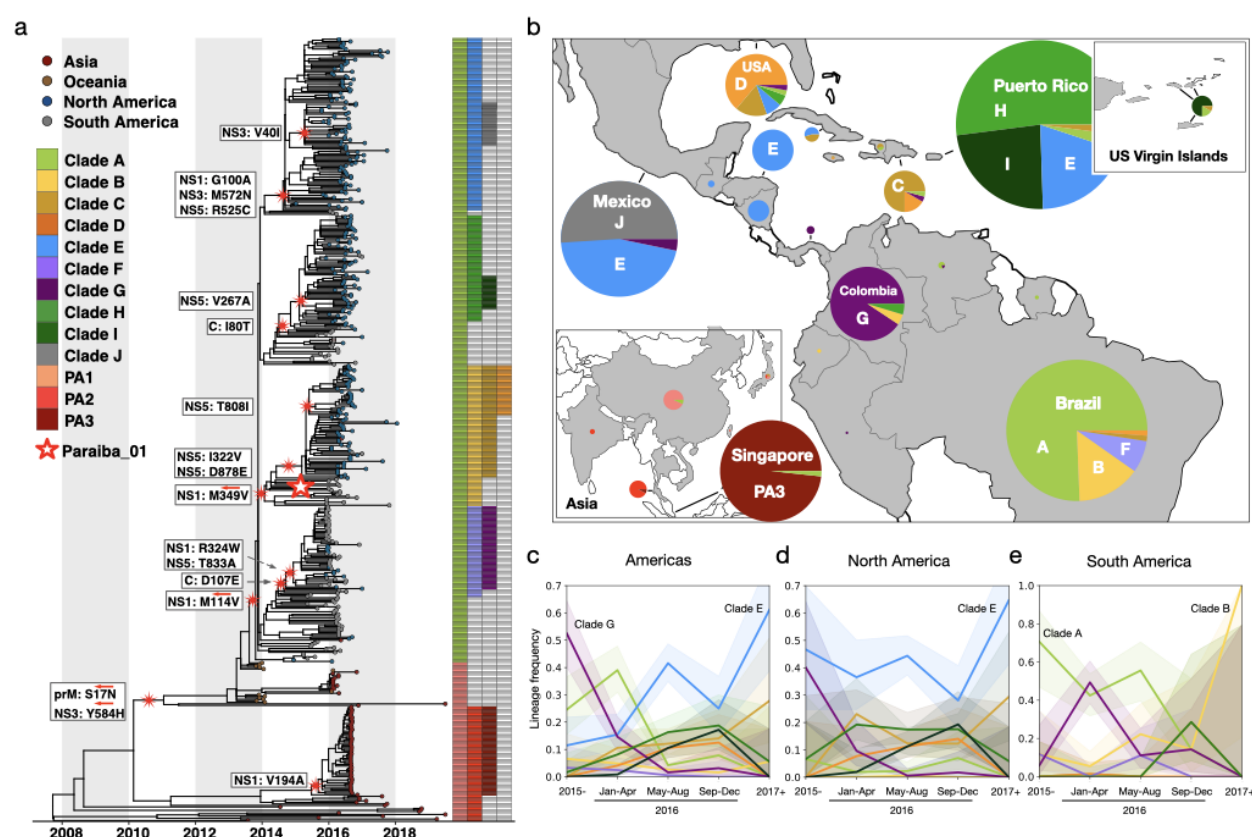 a
Asia
Oceania
North America
South America
Clade A
Clade B
Clade C
Clade D
Clade E
Clade F
Clade G
Clade H
Clade I
Clade J
PA1
PA2
PA3
Paraiba_01
NS3: V40I
NS1: G100A
NS3: M572N
NS5: R525C
NS5: V267A
C: I80T
NS5: T808I
NS5: I322V
NS5: D878E
NS1: M349V
NS1: R324W
NS5: T833A
C: D107E
NS1: M114V
prM: S17N
NS3: Y584H
NS1: V194A
2008 2010 2012 2014 2016 2018
b
USA
D
Puerto Rico
H
I
E
US Virgin Islands
E
C
Mexico
J
E
Colombia
G
Brazil
A
B
F
Singapore
PA3
Asia
c Americas
Lineage frequency
0.7
0.6
0.5
0.4
0.3
0.2
0.1
0.0
Clade E
Clade G
2015- Jan-Apr May-Aug Sep-Dec 2017+
2016
d North America
0.7
0.6
0.5
0.4
0.3
0.2
0.1
0.0
Clade E
2015- Jan-Apr May-Aug Sep-Dec 2017+
2016
e South America
1.0
0.8
0.6
0.4
0.2
0.0
Clade B
Clade A
2015- Jan-Apr May-Aug Sep-Dec 2017+
2016